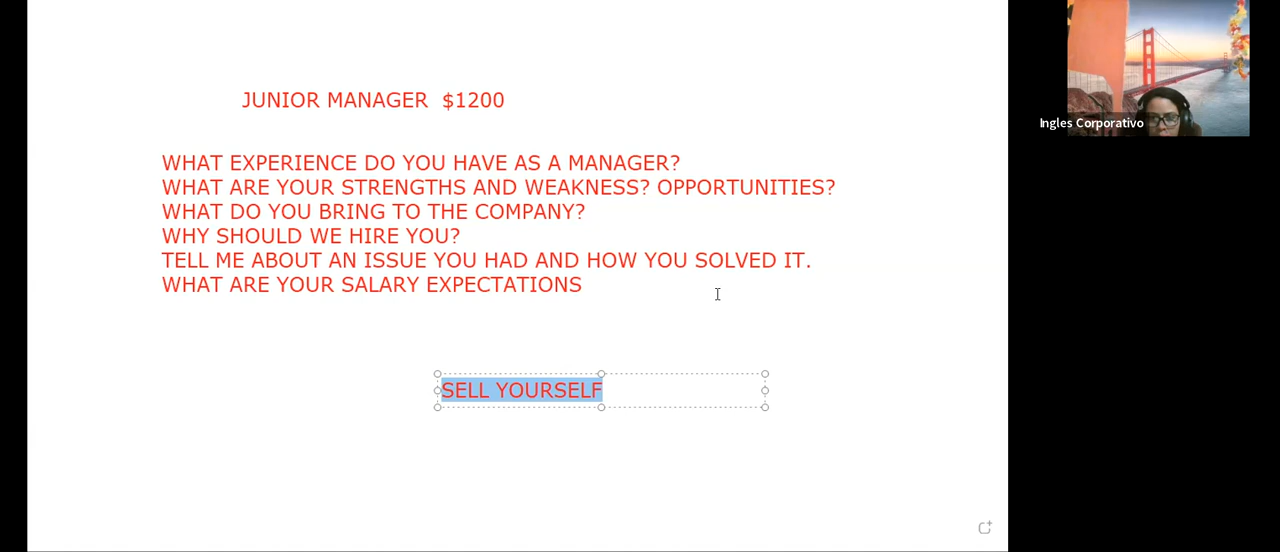 JUNIOR MANAGER $1200
WHAT EXPERIENCE DO YOU HAVE AS A MANAGER?
WHAT ARE YOUR STRENGTHS AND WEAKNESS? OPPORTUNITIES?
WHAT DO YOU BRING TO THE COMPANY?
WHY SHOULD WE HIRE YOU?
TELL ME ABOUT AN ISSUE YOU HAD AND HOW YOU SOLVED IT.
WHAT ARE YOUR SALARY EXPECTATIONS
SELL YOURSELF
Ingles Corporativo